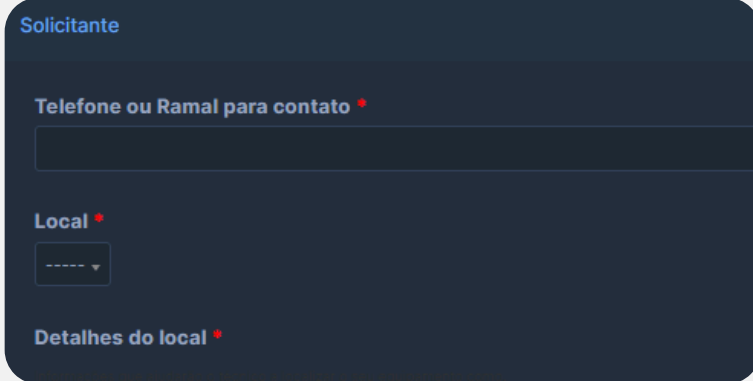 Solicitante
Telefone ou Ramal para contato *
Local *
-----
Detalhes do local *